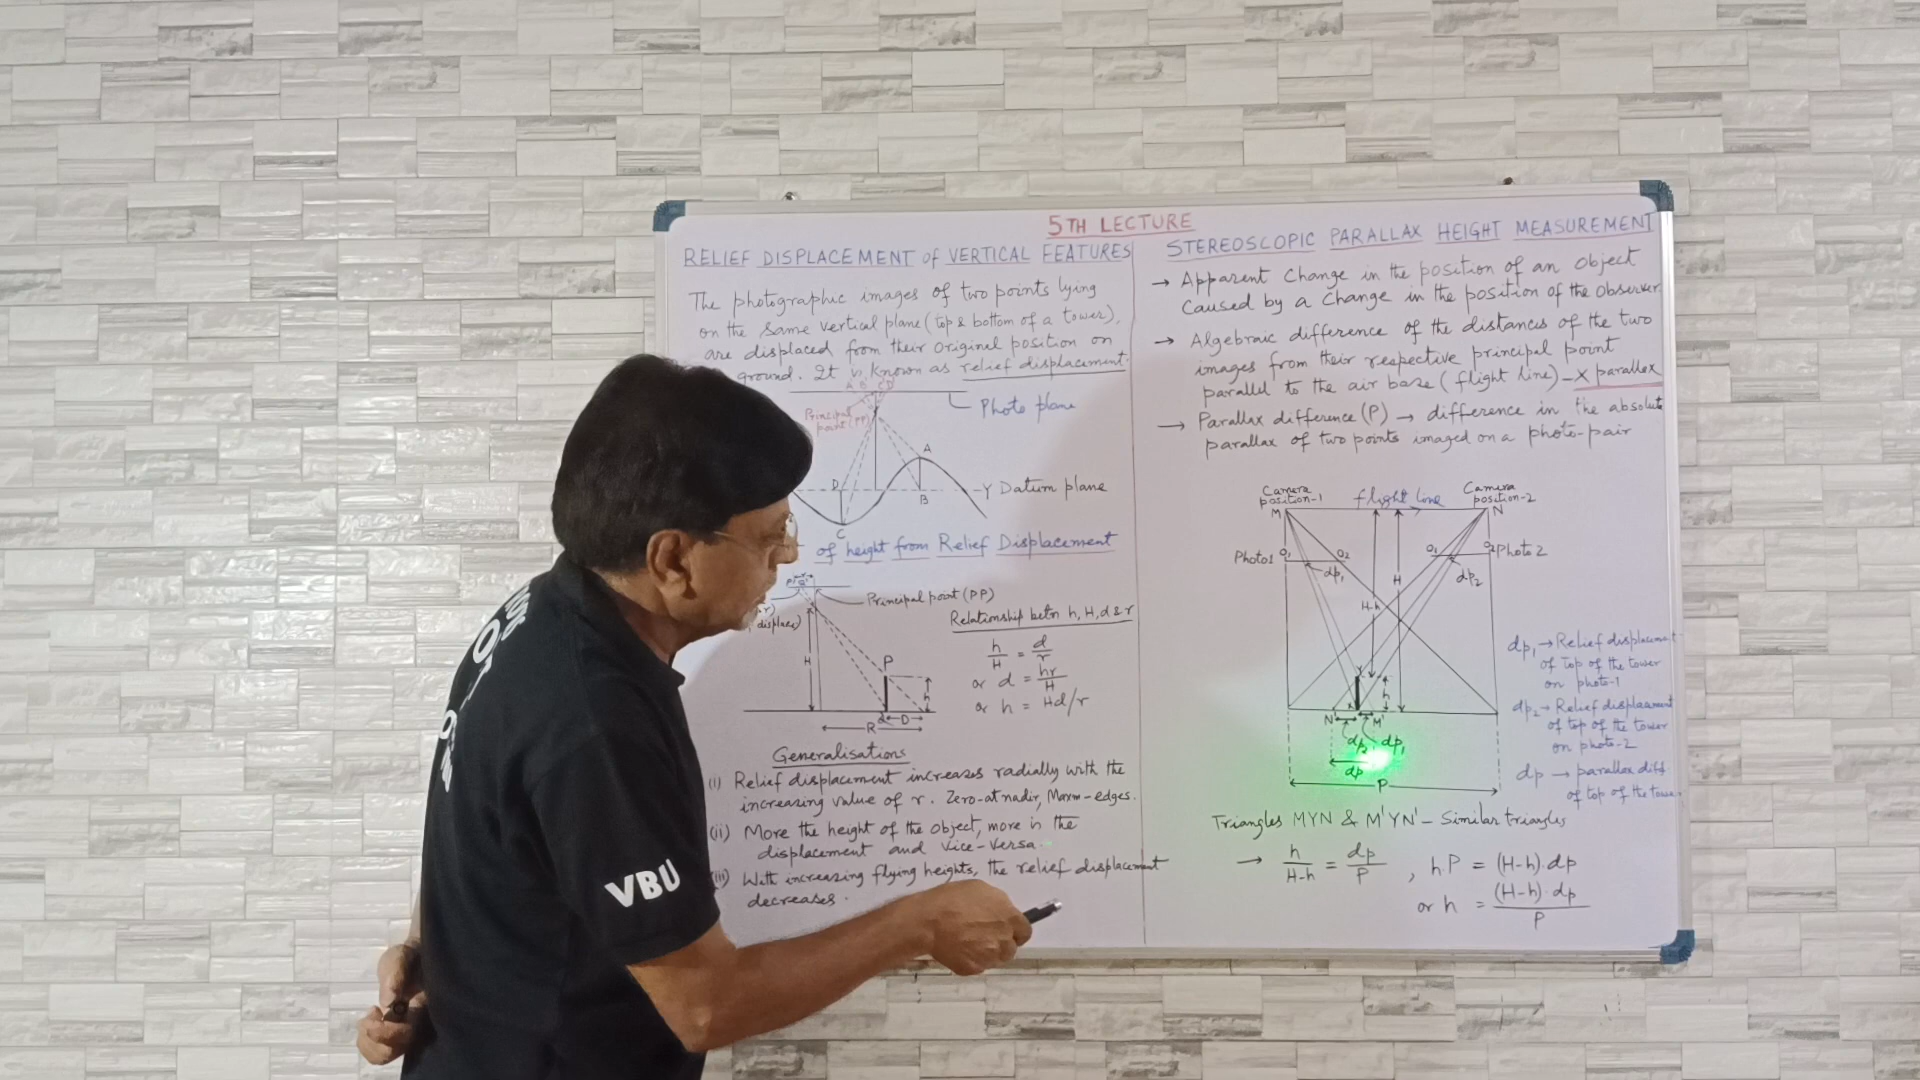 5TH LECTURE
RELIEF DISPLACEMENT of VERTICAL FEATURES
The photographic images of two points lying
on the same vertical plane (top & bottom of a tower),
are displaced from their original position on
ground. It is known as relief displacement.
A' B' C' D'
Principal
point (PP)
Photo plane
A
D
B
Y Datum plane
C
of height from Relief Displacement
Principal point (PP)
displace)
H
P
h
D
R
Relationship betn h, H, d & r
h/H = d/r
or d = hr/H
or h = Hd/r
Generalisations
(i) Relief displacement increases radially with the
increasing value of r. Zero-at nadir, Maxm-edges.
(ii) More the height of the object, more is the
displacement and vice-versa.
(iii) With increasing flying heights, the relief displacement
decreases.
STEREOSCOPIC PARALLAX HEIGHT MEASUREMENT
→ Apparent change in the position of an object
caused by a change in the position of the observer
→ Algebraic difference of the distances of the two
images from their respective principal point
parallel to the air base (flight line) - X parallax
→ Parallax difference (P) → difference in the absolute
parallax of two points imaged on a photo-pair
Camera
position-1
flight line
Camera
position-2
M
N
Photo1 O1 O2
O1 O2 Photo 2
dp1
dp2
H
H-h
Y
h
N' X M'
dp2 dp1
dp
P
dp1 → Relief displacement
of top of the tower
on photo-1
dp2 → Relief displacement
of top of the tower
on photo-2
dp → parallax diff
of top of the tower
Triangles MYN & M'YN' - Similar triangles
→ h/H-h = dp/P , h.P = (H-h).dp
or h = (H-h).dp/P
VBU